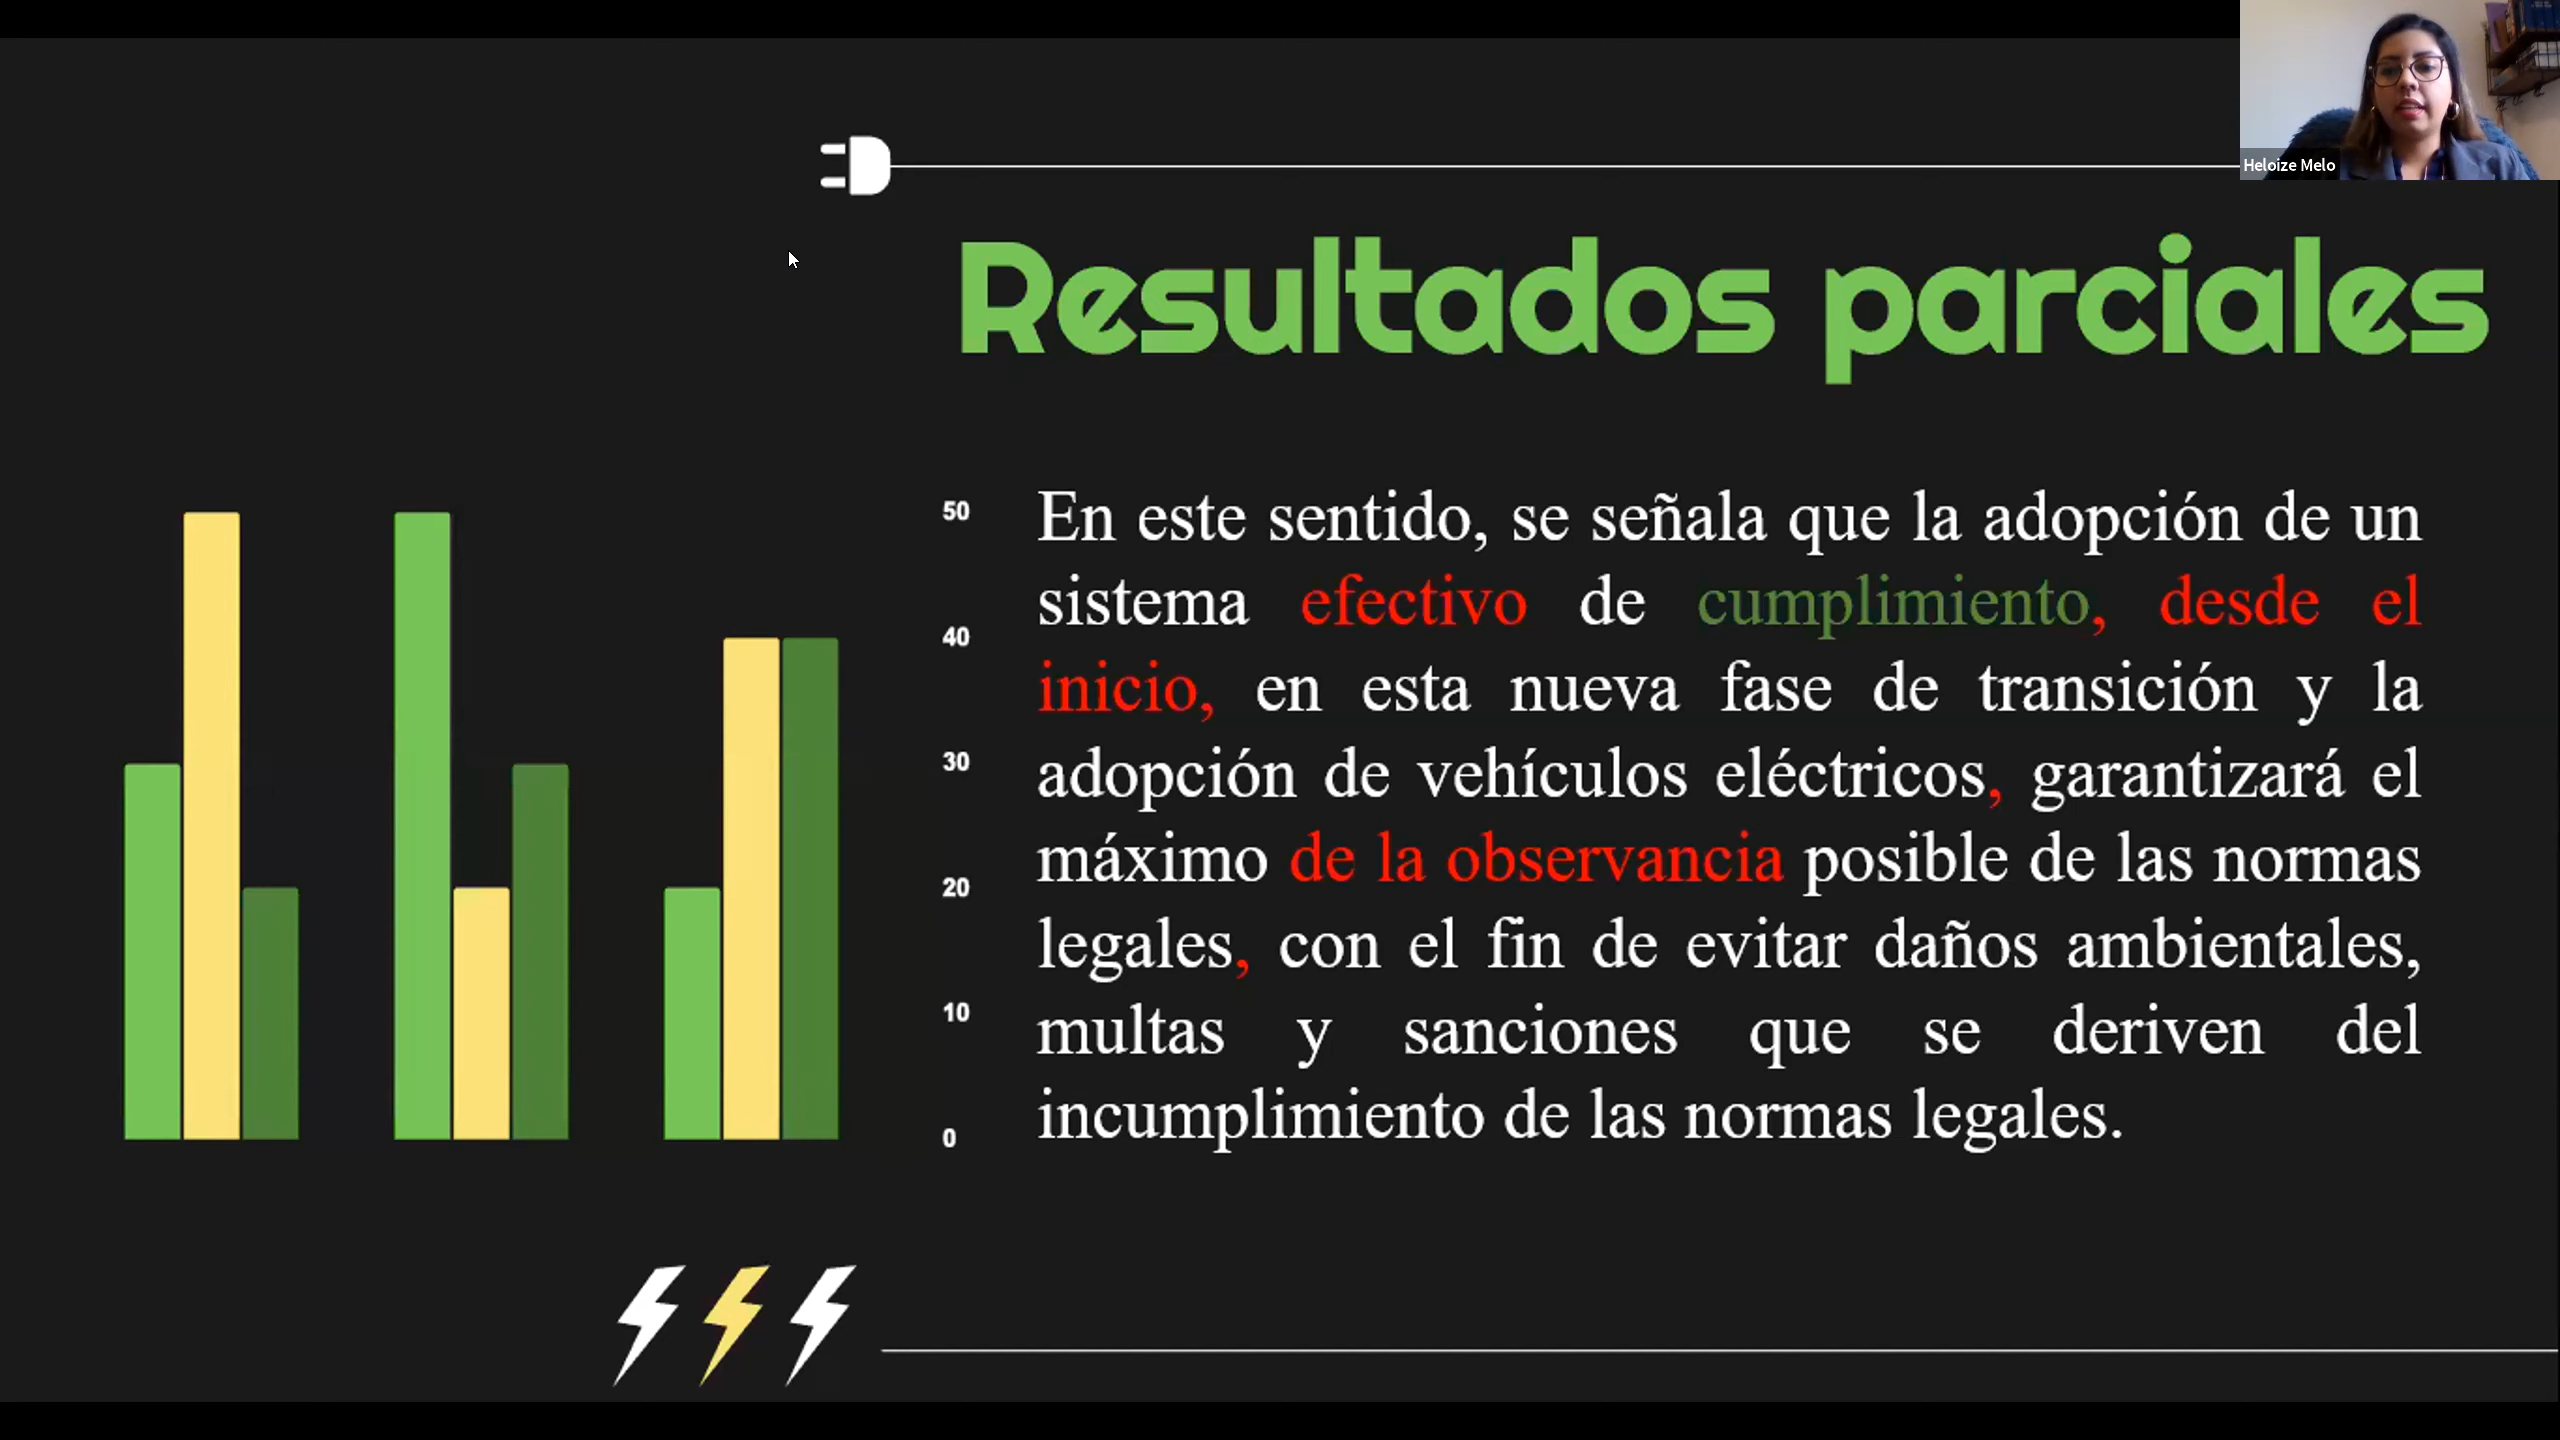 Heloize Melo
Resultados parciales
50
40
30
20
10
0
En este sentido, se señala que la adopción de un
sistema efectivo de cumplimiento, desde el
inicio, en esta nueva fase de transición y la
adopción de vehículos eléctricos, garantizará el
máximo de la observancia posible de las normas
legales, con el fin de evitar daños ambientales,
multas y sanciones que se deriven del
incumplimiento de las normas legales.